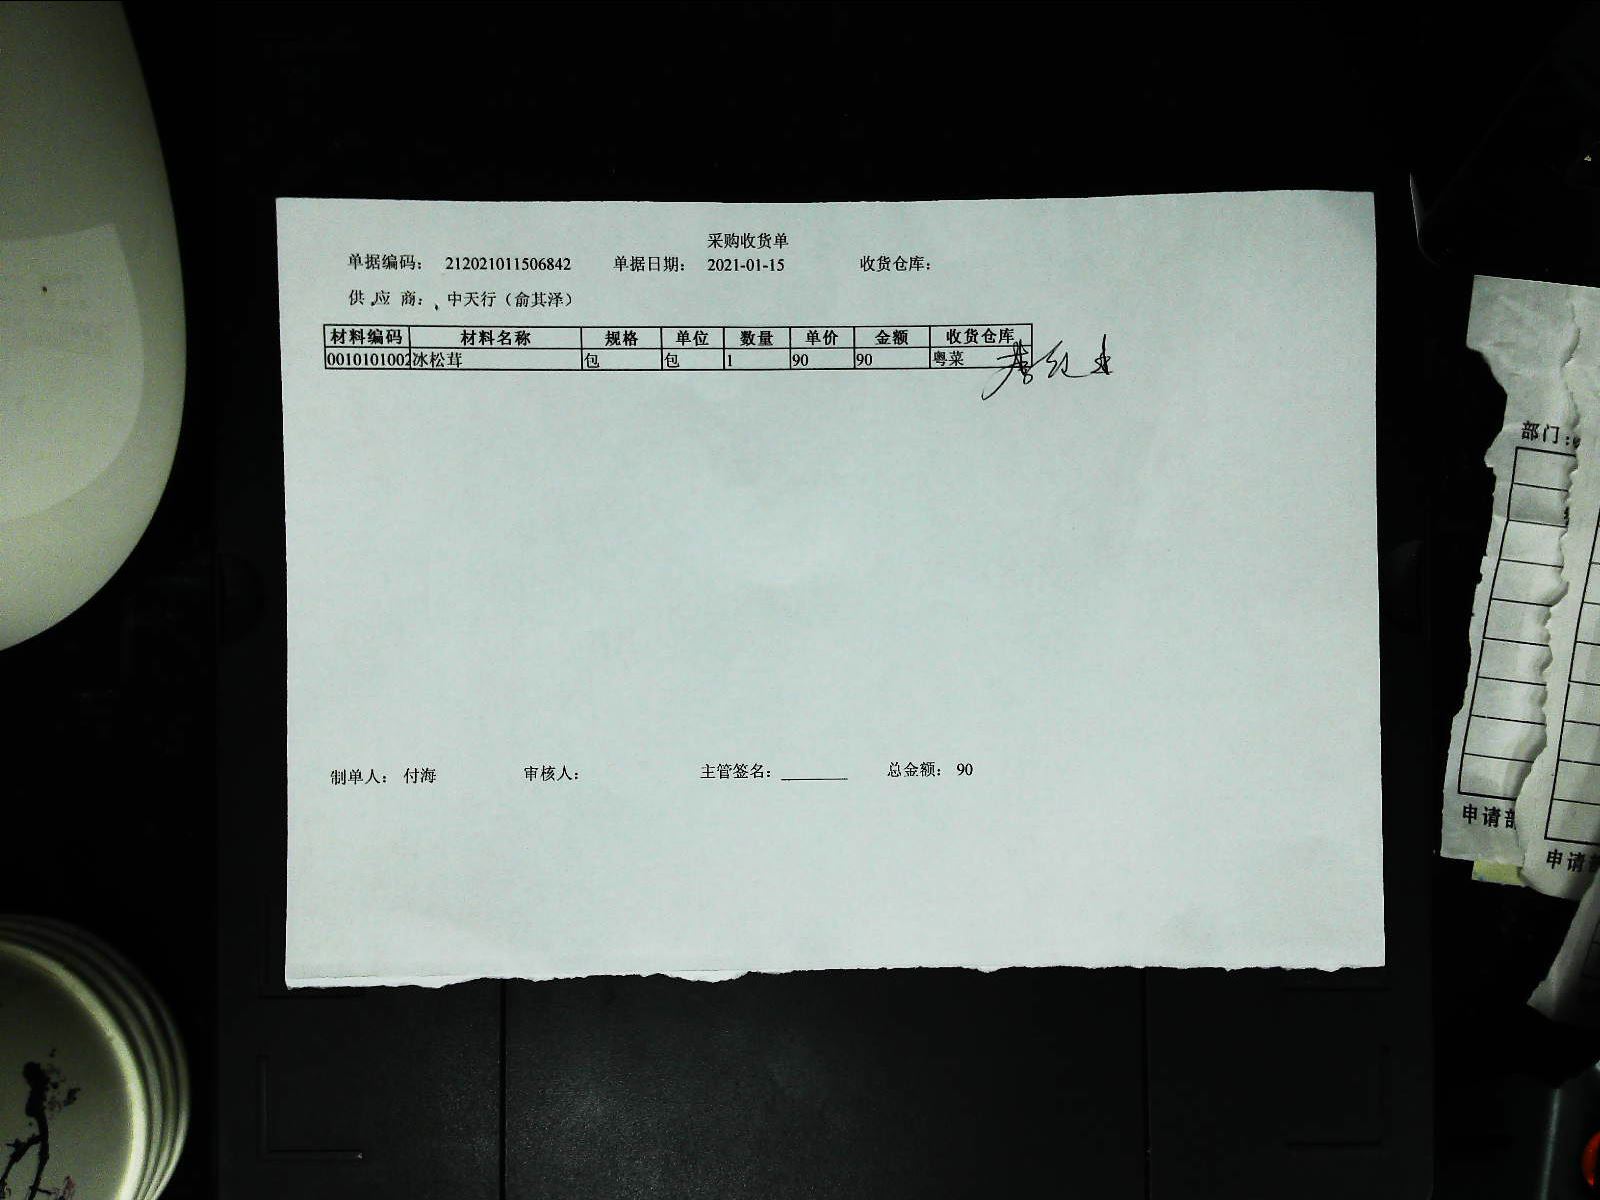 采购收货单
单据编码： 212021011506842 单据日期： 2021-01-15 收货仓库：
供 应 商： 中天行（俞其泽）
材料编码 材料名称 规格 单位 数量 单价 金额 收货仓库
0010101002 冰松茸 包 包 1 90 90 粤菜
制单人： 付海 审核人： 主管签名： 总金额： 90
部门：
申请部
申请